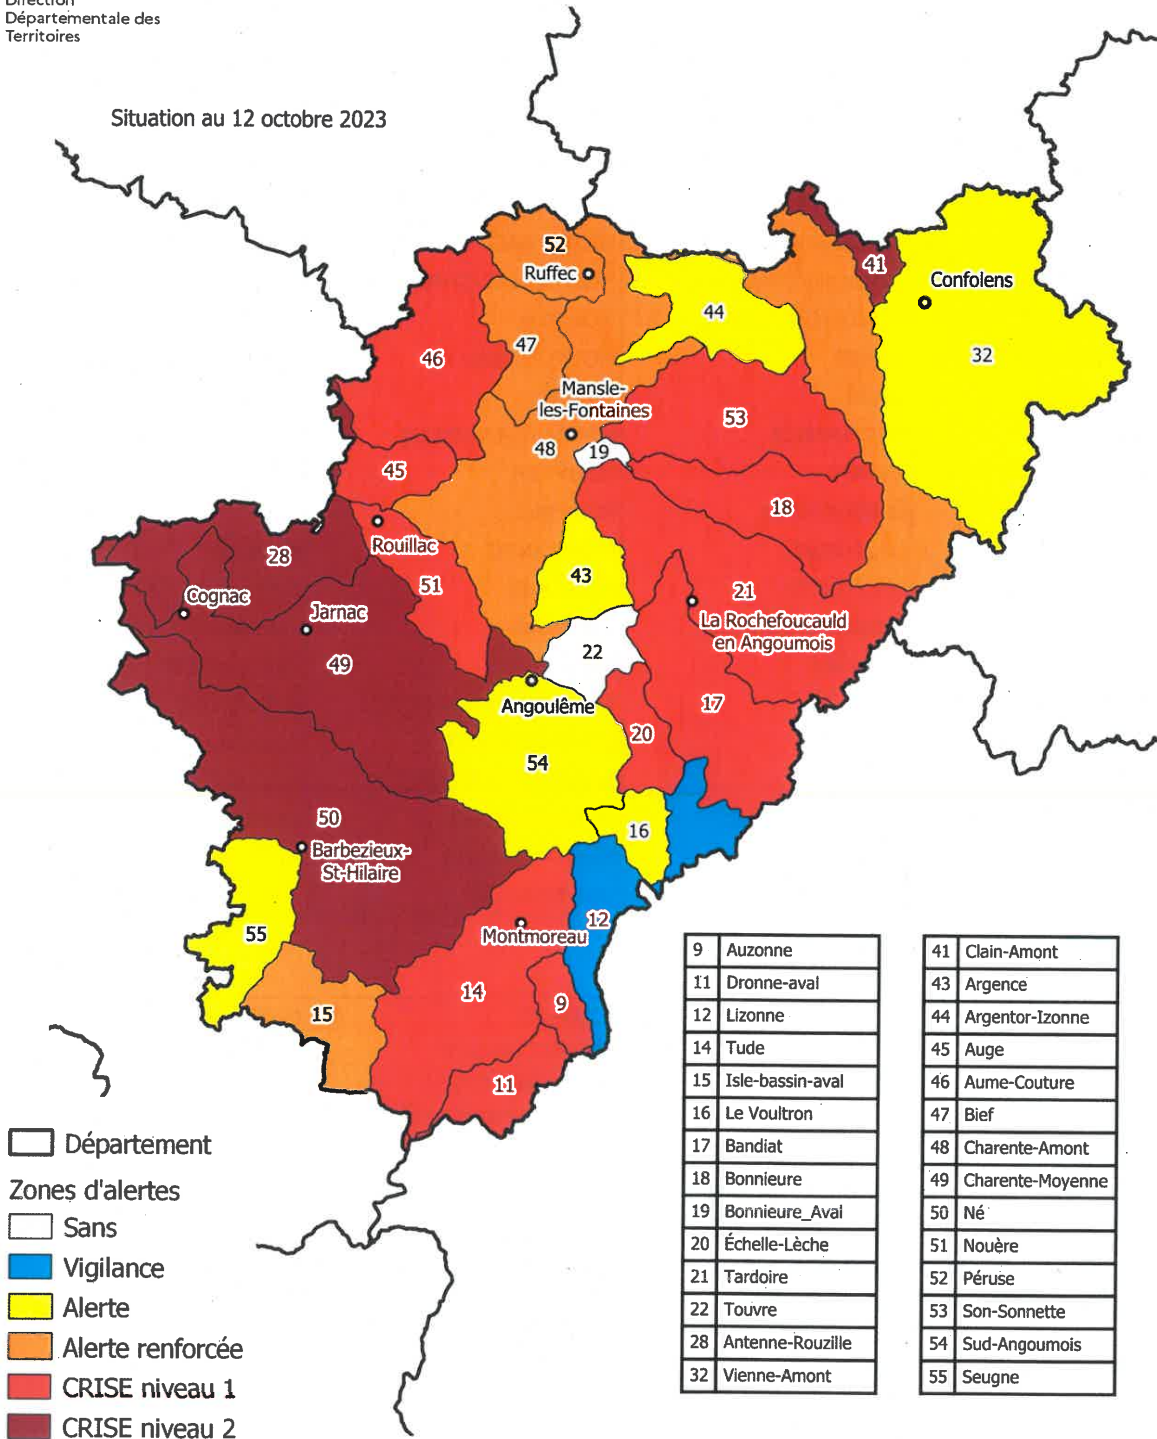 Direction
Départementale des
Territoires
Situation au 12 octobre 2023
52
Ruffec
41
Confolens
44
47
46
32
Mansle-
les-Fontaines
53
48
19
45
18
Rouillac
28
43
51
21
Cognac
Jarnac
La Rochefoucauld
en Angoumois
22
49
Angoulême
17
20
54
50
16
Barbezieux-
St-Hilaire
12
55
Montmoreau
14
9
15
11
9 Auzonne
11 Dronne-aval
12 Lizonne
14 Tude
15 Isle-bassin-aval
16 Le Voultron
17 Bandiat
18 Bonnieure
19 Bonnieure_Aval
20 Échelle-Lèche
21 Tardoire
22 Touvre
28 Antenne-Rouzille
32 Vienne-Amont
41 Clain-Amont
43 Argence
44 Argentor-Izonne
45 Auge
46 Aume-Couture
47 Bief
48 Charente-Amont
49 Charente-Moyenne
50 Né
51 Nouère
52 Péruse
53 Son-Sonnette
54 Sud-Angoumois
55 Seugne
Département
Zones d'alertes
Sans
Vigilance
Alerte
Alerte renforcée
CRISE niveau 1
CRISE niveau 2